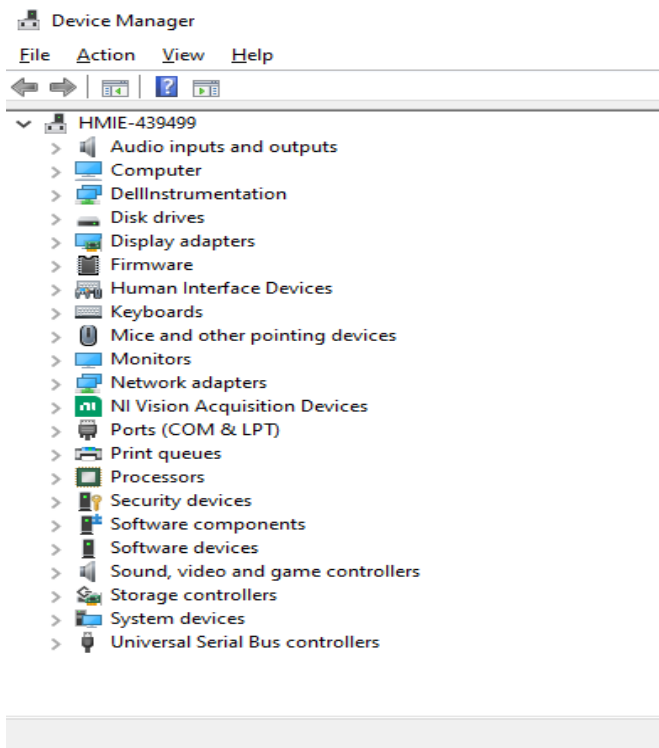 Device Manager
File Action View Help
HMIE-439499
Audio inputs and outputs
Computer
DellInstrumentation
Disk drives
Display adapters
Firmware
Human Interface Devices
Keyboards
Mice and other pointing devices
Monitors
Network adapters
NI Vision Acquisition Devices
Ports (COM & LPT)
Print queues
Processors
Security devices
Software components
Software devices
Sound, video and game controllers
Storage controllers
System devices
Universal Serial Bus controllers